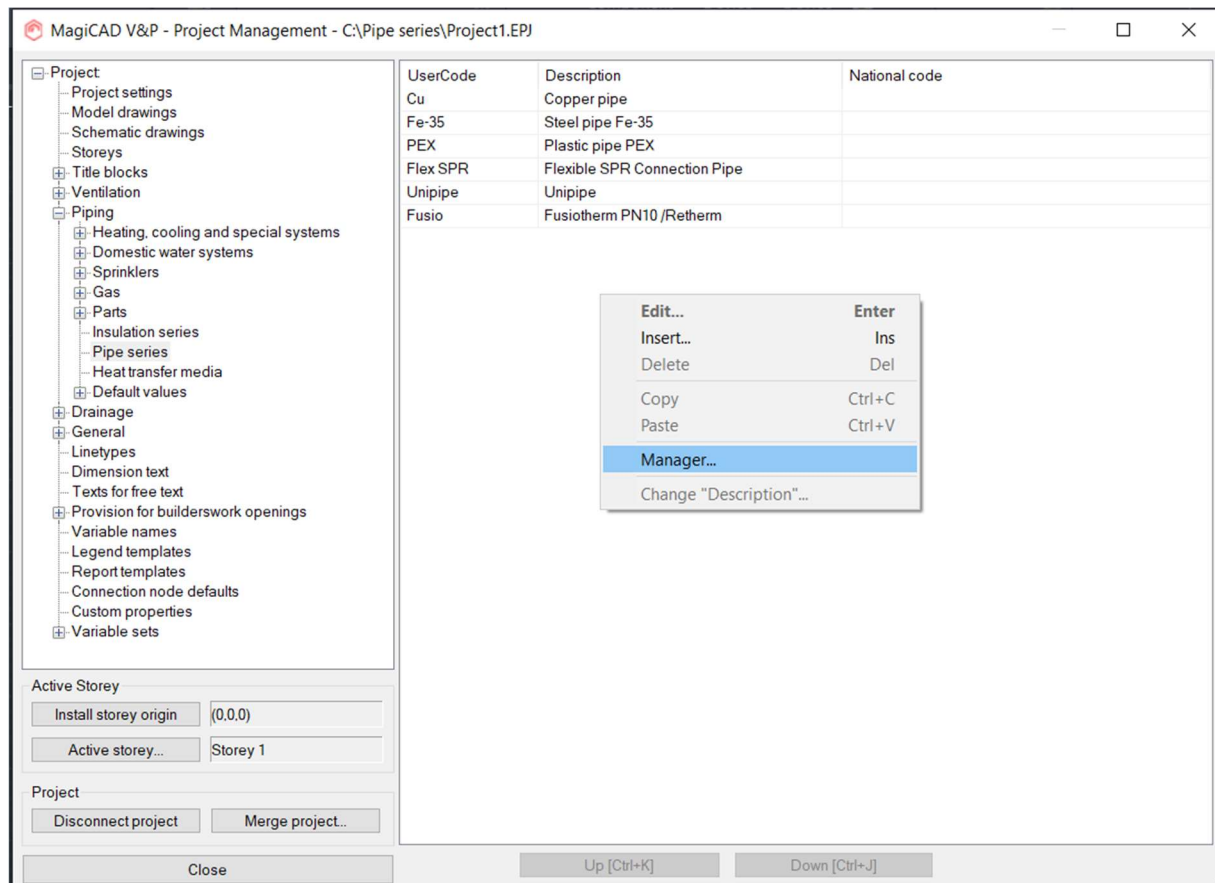 MagiCAD V&P - Project Management - C:\Pipe series\Project1.EPJ
Project
Project settings
Model drawings
Schematic drawings
Storeys
Title blocks
Ventilation
Piping
Heating, cooling and special systems
Domestic water systems
Sprinklers
Gas
Parts
Insulation series
Pipe series
Heat transfer media
Default values
Drainage
General
Linetypes
Dimension text
Texts for free text
Provision for builderswork openings
Variable names
Legend templates
Report templates
Connection node defaults
Custom properties
Variable sets
UserCode Description National code
Cu Copper pipe
Fe-35 Steel pipe Fe-35
PEX Plastic pipe PEX
Flex SPR Flexible SPR Connection Pipe
Unipipe Unipipe
Fusio Fusiotherm PN10 /Retherm
Edit... Enter
Insert... Ins
Delete Del
Copy Ctrl+C
Paste Ctrl+V
Manager...
Change "Description"...
Active Storey
Install storey origin (0,0,0)
Active storey... Storey 1
Project
Disconnect project Merge project...
Close
Up [Ctrl+K] Down [Ctrl+J]